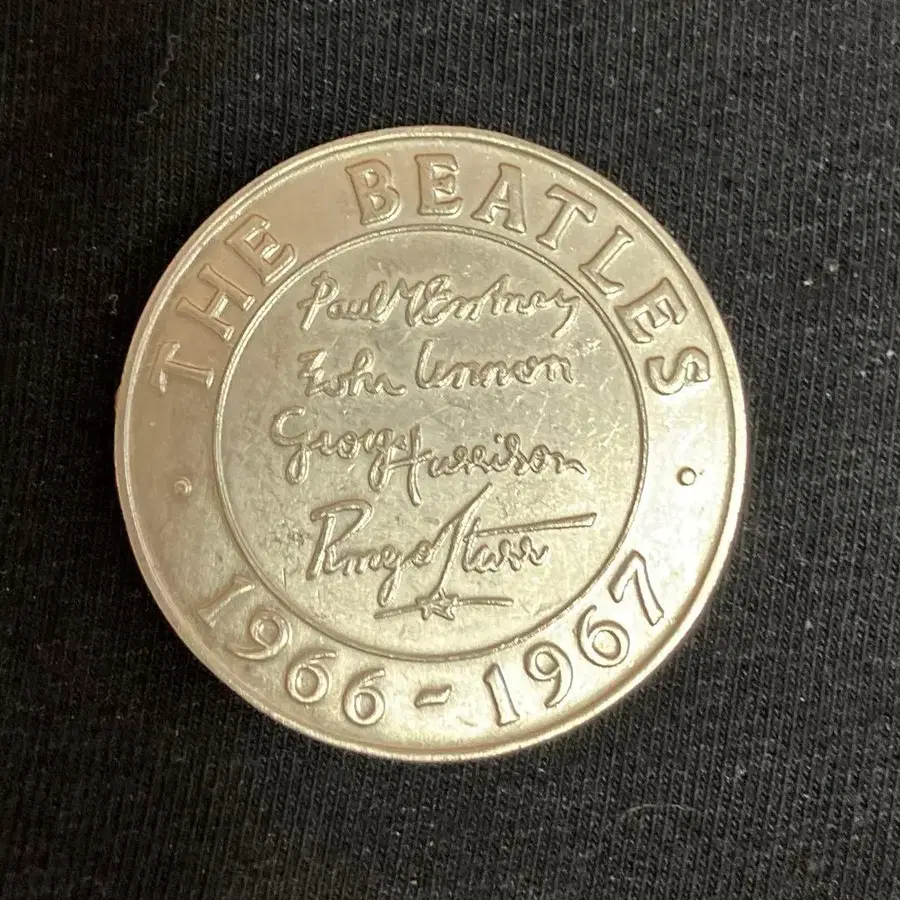 THE BEATLES
Paul McCartney
John Lennon
George Harrison
Ringo Starr
1966-1967